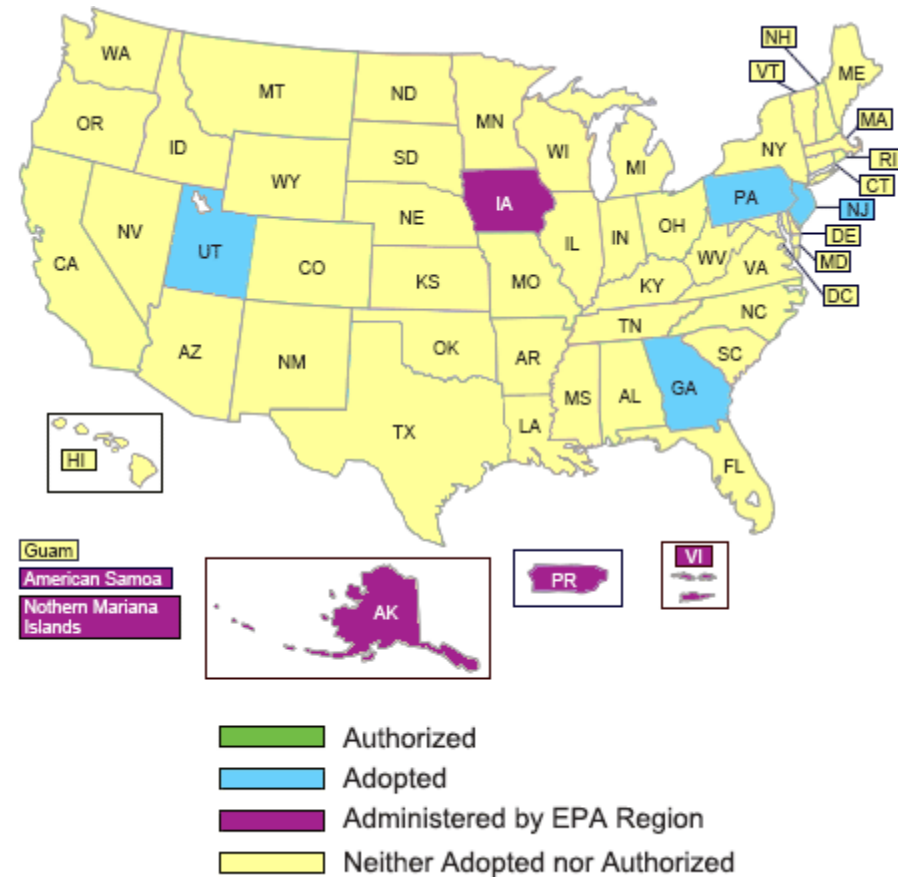 NH
WA
VT
ME
MT
ND
MN
OR
MA
ID
WI
NY
SD
RI
MI
WY
CT
IA
PA
NJ
NE
NV
OH
DE
UT
IL
IN
CA
CO
WV
MD
VA
KS
MO
KY
DC
NC
TN
AZ
OK
NM
AR
SC
MS
AL
GA
LA
TX
HI
FL
Guam
American Samoa
Nothern Mariana
Islands
AK
PR
VI
Authorized
Adopted
Administered by EPA Region
Neither Adopted nor Authorized